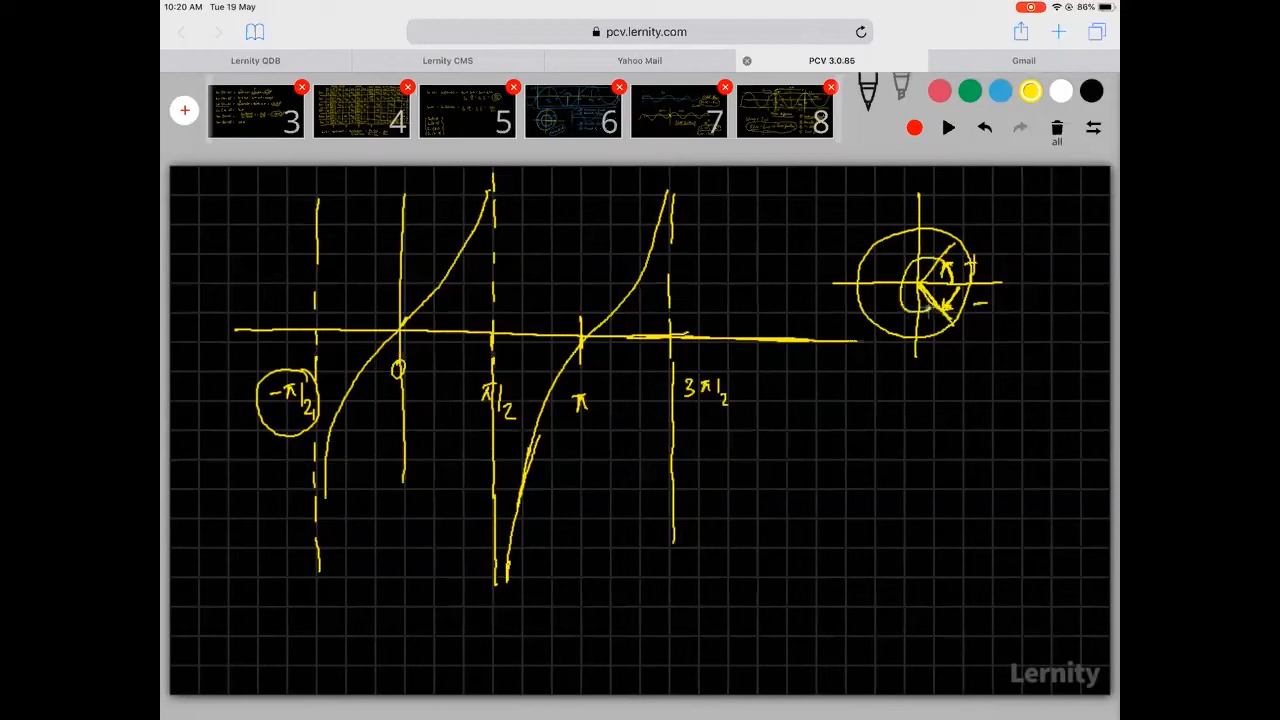 10:20 AM Tue 19 May
86%
pcv.lernity.com
Lernity QDB
Lernity CMS
Yahoo Mail
PCV 3.0.85
Gmail
3
4
5
6
7
8
all
+
−
−π/2
0
π/2
π
3π/2
Lernity